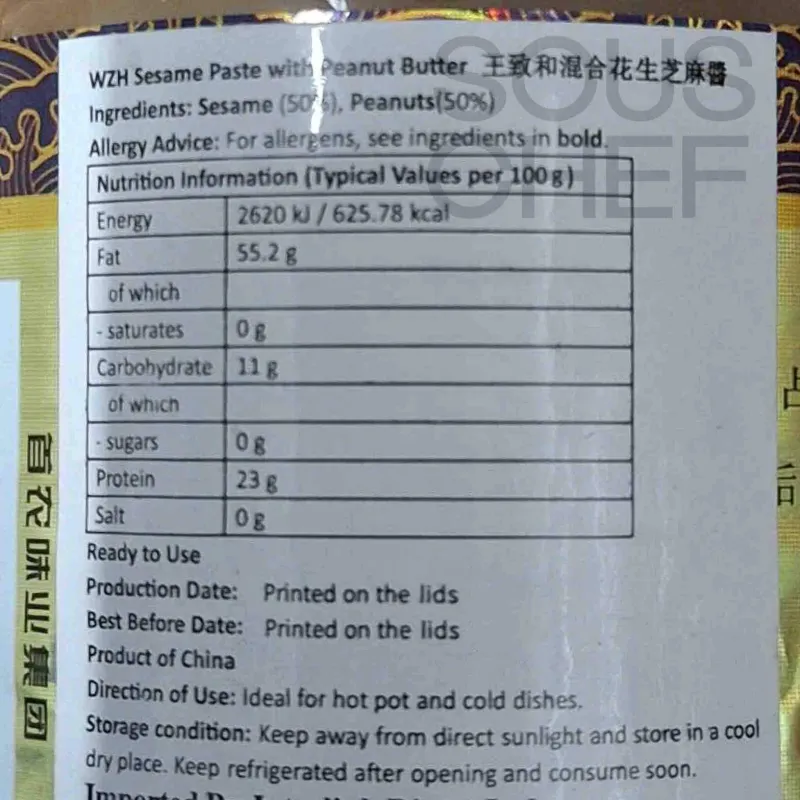 SOUS
CHEF
WZH Sesame Paste with Peanut Butter 王致和混合花生芝麻醬
Ingredients: Sesame (50%), Peanuts(50%)
Allergy Advice: For allergens, see ingredients in bold.
Nutrition Information (Typical Values per 100g)
Energy 2620 kJ / 625.78 kcal
Fat 55.2 g
of which
- saturates 0 g
Carbohydrate 11 g
of which
- sugars 0 g
Protein 23 g
Salt 0 g
Ready to Use
Production Date: Printed on the lids
Best Before Date: Printed on the lids
Product of China
Direction of Use: Ideal for hot pot and cold dishes.
Storage condition: Keep away from direct sunlight and store in a cool
dry place. Keep refrigerated after opening and consume soon.
首农味业集团
后